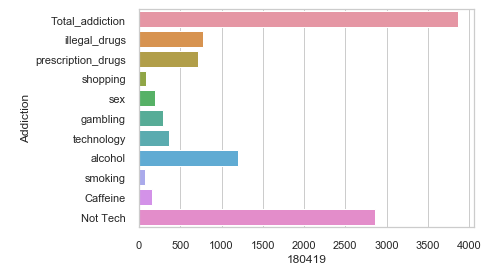 Addiction
Total_addiction
illegal_drugs
prescription_drugs
shopping
sex
gambling
technology
alcohol
smoking
Caffeine
Not Tech
0 500 1000 1500 2000 2500 3000 3500 4000
180419